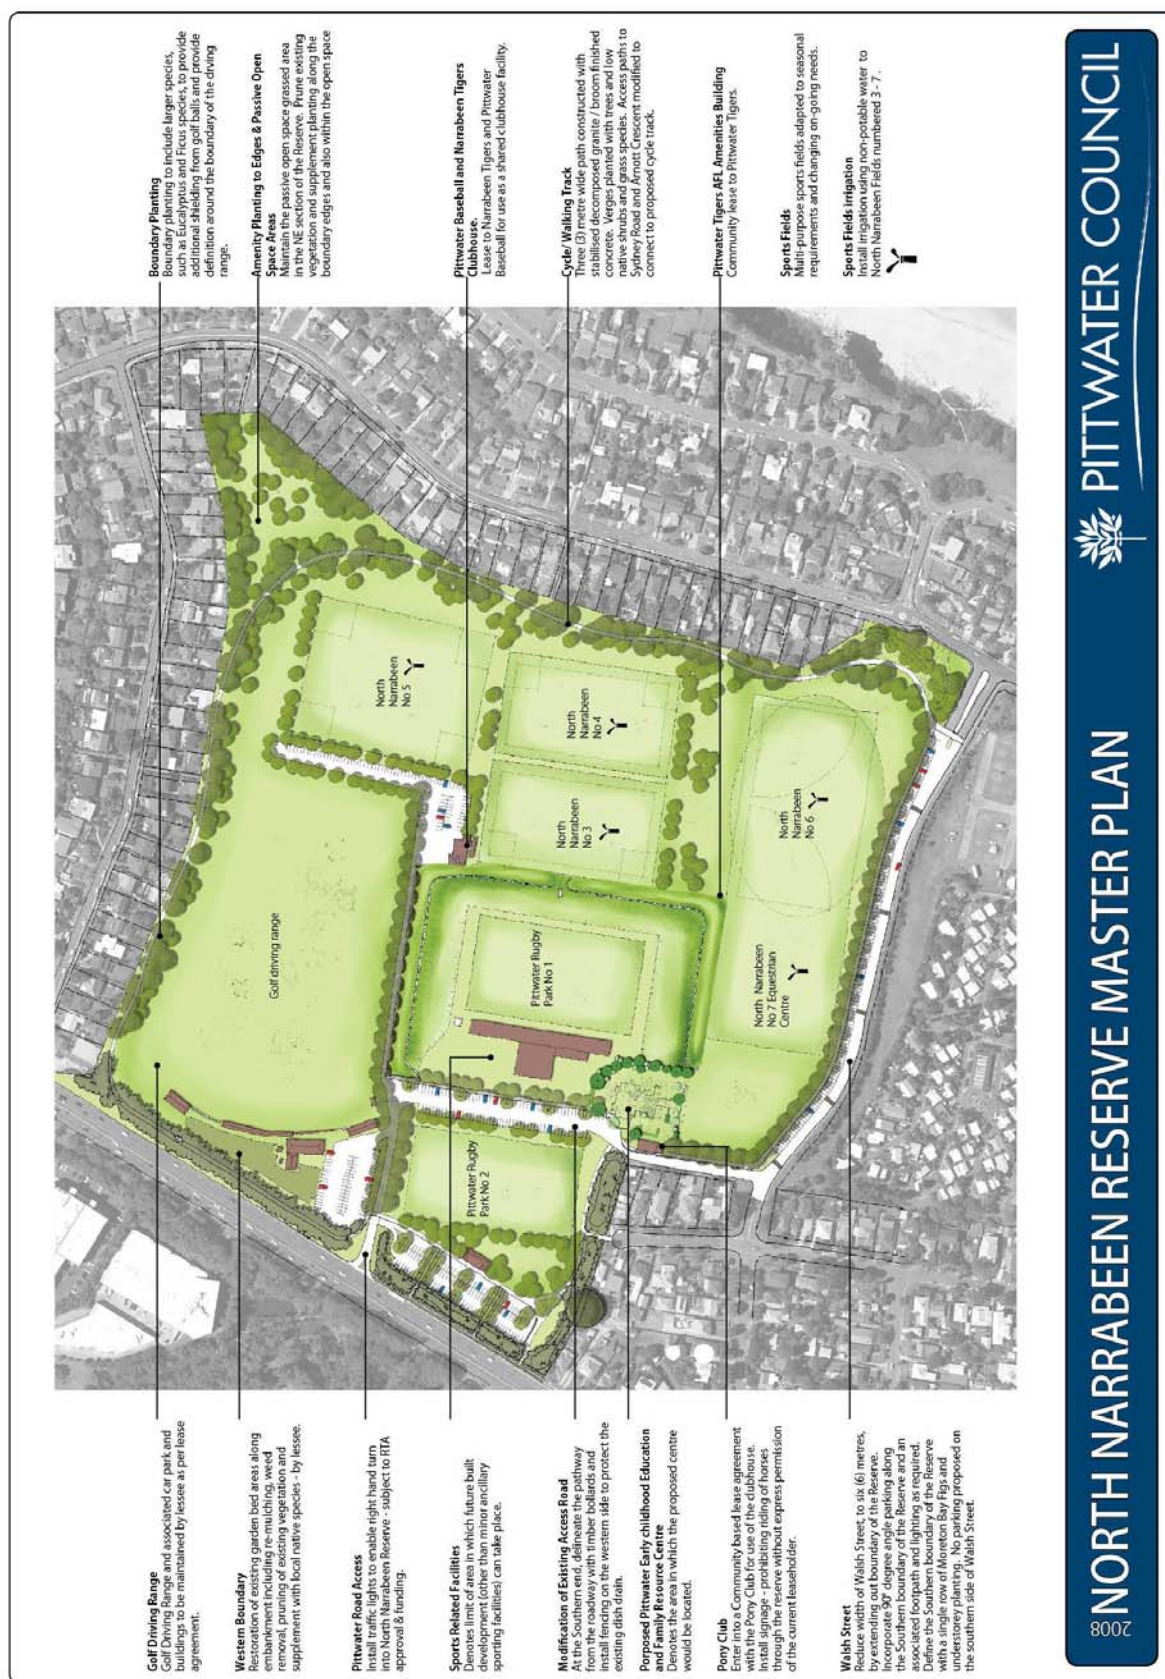 2008 NORTH NARRABEEN RESERVE MASTER PLAN
PITTWATER COUNCIL
Golf Driving Range
Golf Driving Range and associated car park and
buildings to be maintained by lessee as per lease
agreement.
Western Boundary
Restoration of existing garden bed areas along
embankment including re-mulching, weed
removal, pruning of existing vegetation and
supplement with local native species - by lessee.
Pittwater Road Access
Install traffic lights to enable right hand turn
into North Narrabeen Reserve - subject to RTA
approval & funding.
Sports Related Facilities
Denotes limit of area in which future built
development (other than minor ancillary
sporting facilities) can take place.
Modification of Existing Access Road
At the Southern end, delineate the pathway
from the roadway with timber bollards and
install fencing on the western side to protect the
existing dish drain.
Porposed Pittwater Early childhood Education
and Family Resource Centre
Denotes the area in which the proposed centre
would be located.
Pony Club
Enter into a Community based lease agreement
with the Pony Club for use of the clubhouse.
Install signage - prohibiting riding of horses
through the reserve without express permission
of the current leaseholder.
Walsh Street
Reduce width of Walsh Street, to six (6) metres,
by extending out boundary of the Reserve.
Incorporate 90° degree angle parking along
the Southern boundary of the Reserve and an
associated footpath and lighting as required.
Define the Southern boundary of the Reserve
with a single row of Moreton Bay Figs and
understorey planting. No parking proposed on
the southern side of Walsh Street.
Golf driving range
Pittwater Rugby
Park No 2
Pittwater Rugby
Park No 1
North Narrabeen
No 7 Equestrian
Centre
North
Narrabeen
No 5
North
Narrabeen
No 3
North
Narrabeen
No 4
North
Narrabeen
No 6
Boundary Planting
Boundary planting to include larger species,
such as Eucalyptus and Ficus species, to provide
additional shielding from golf balls and provide
definition around the boundary of the driving
range.
Amenity Planting to Edges & Passive Open
Space Areas
Maintain the passive open space grassed area
in the NE section of the Reserve. Prune existing
vegetation and supplement planting along the
boundary edges and also within the open space
Pittwater Baseball and Narrabeen Tigers
Clubhouse.
Lease to Narrabeen Tigers and Pittwater
Baseball for use as a shared clubhouse facility.
Cycle/ Walking Track
Three (3) metre wide path constructed with
stabilised decomposed granite / broom finished
concrete. Verges planted with trees and low
native shrubs and grass species. Access paths to
Sydney Road and Arnott Crescent modified to
connect to proposed cycle track.
Pittwater Tigers AFL Amenities Building
Community lease to Pittwater Tigers.
Sports Fields
Multi-purpose sports fields adapted to seasonal
requirements and changing on-going needs.
Sports Fields irrigation
Install irrigation using non-potable water to
North Narrabeen Fields numbered 3 - 7 .